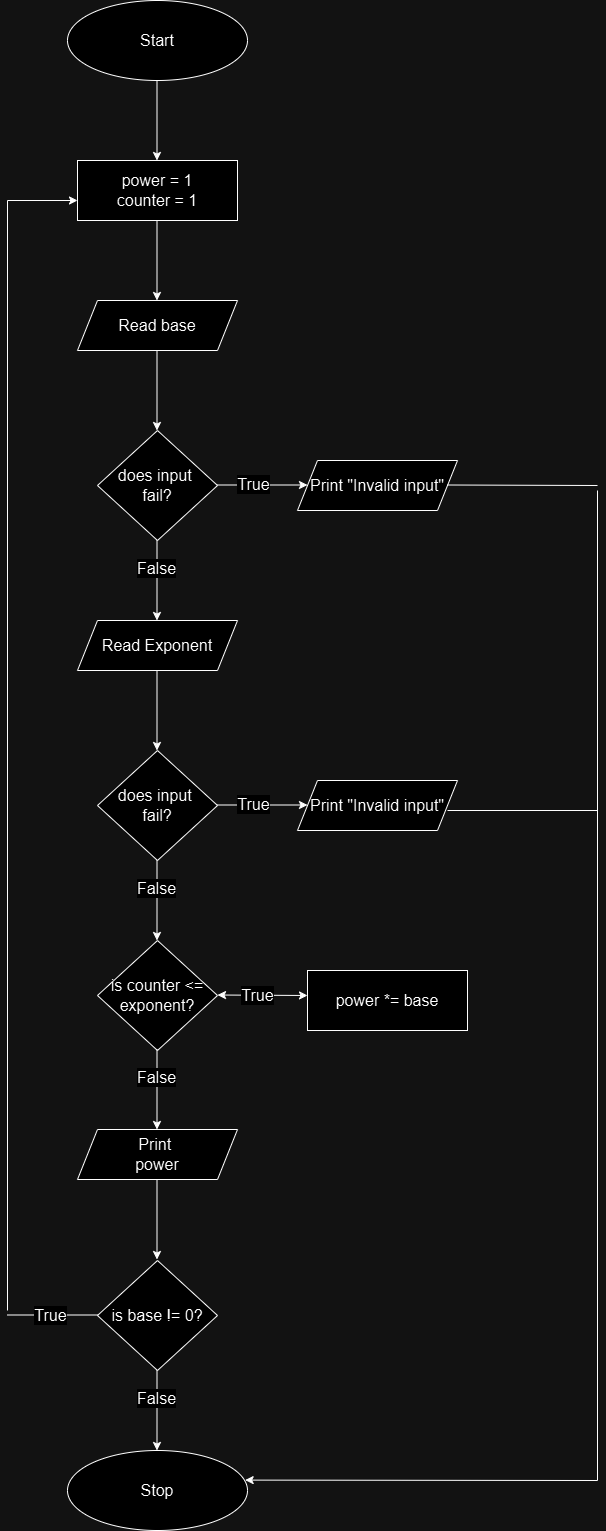 Start
power = 1
counter = 1
Read base
does input
fail?
True
Print "Invalid input"
False
Read Exponent
does input
fail?
True
Print "Invalid input"
False
is counter <=
exponent?
True
power *= base
False
Print
power
is base != 0?
True
False
Stop